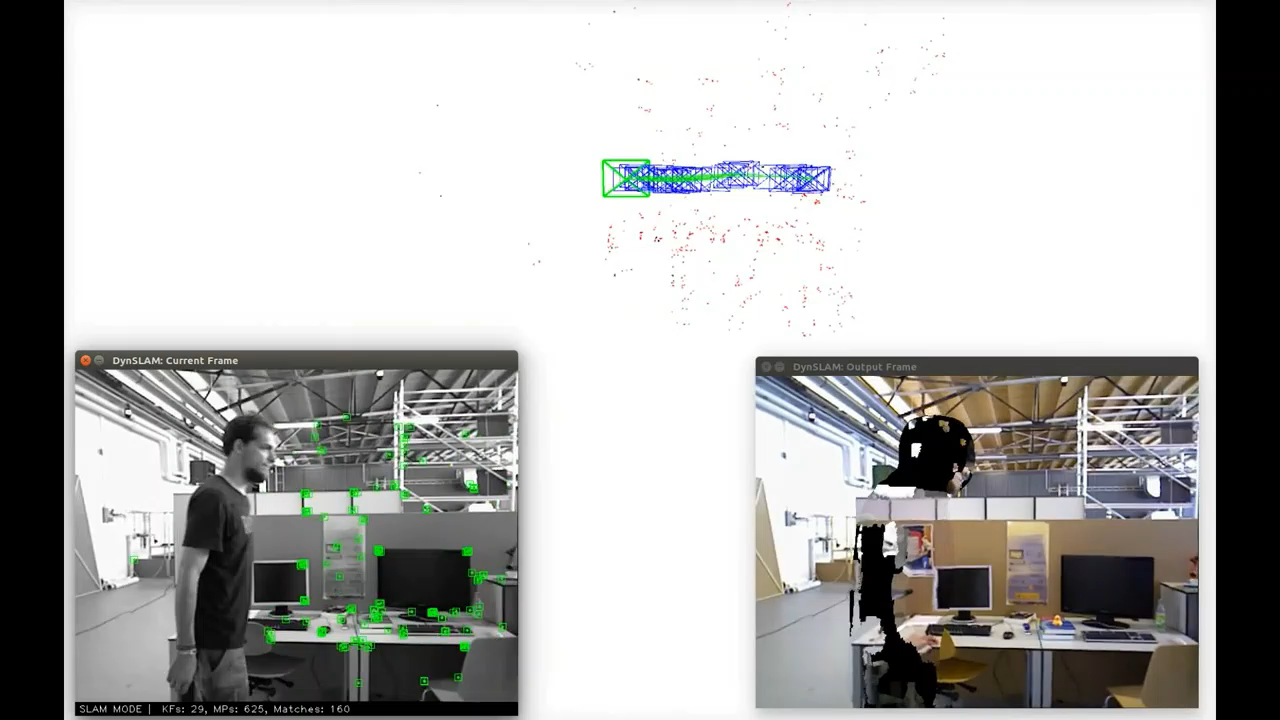 DynSLAM: Current Frame
DynSLAM: Output Frame
SLAM MODE | KFs: 29, MPs: 625, Matches: 160